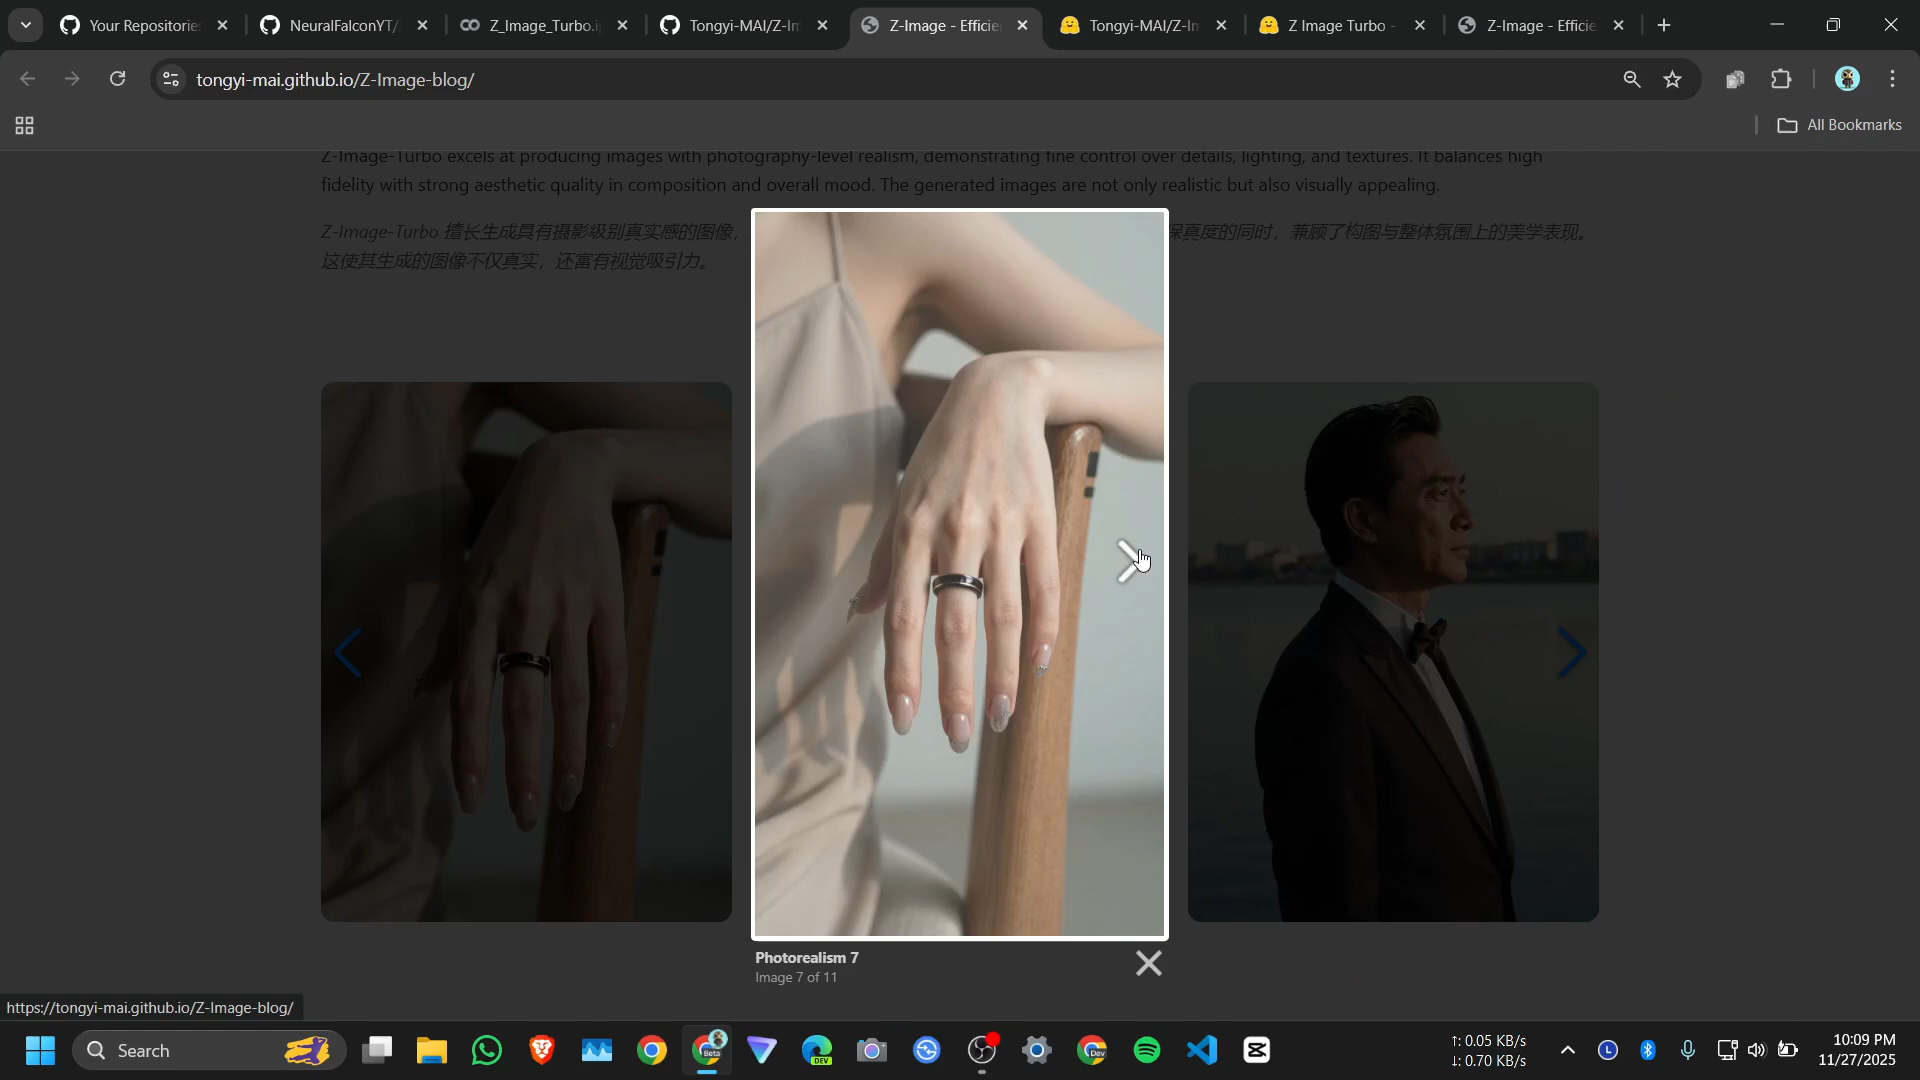 Your Repositorie
NeuralFalconYT/
Z_Image_Turbo.i
Tongyi-MAI/Z-Im
Z-Image - Efficie
Tongyi-MAI/Z-In
Z Image Turbo -
Z-Image - Efficie
tongyi-mai.github.io/Z-Image-blog/
All Bookmarks
Z-Image-Turbo excels at producing images with photography-level realism, demonstrating fine control over details, lighting, and textures. It balances high
fidelity with strong aesthetic quality in composition and overall mood. The generated images are not only realistic but also visually appealing.
Z-Image-Turbo 擅长生成具有摄影级别真实感的图像, 保真度的同时，兼顾了构图与整体氛围上的美学表现。
这使其生成的图像不仅真实，还富有视觉吸引力。
Photorealism 7
Image 7 of 11
https://tongyi-mai.github.io/Z-Image-blog/
Search
Beta
DEV
Dev
↑: 0.05 KB/s
↓: 0.70 KB/s
10:09 PM
11/27/2025